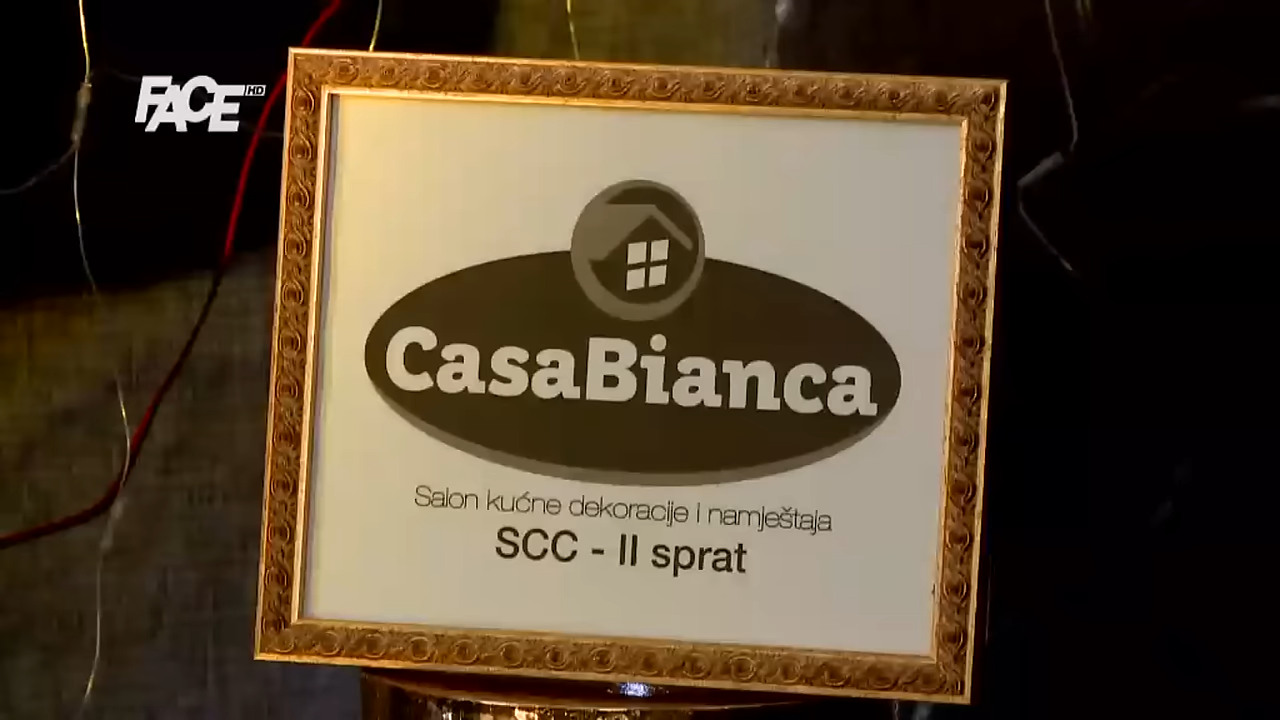 FACE HD
CasaBianca
Salon kućne dekoracije i namještaja
SCC - II sprat